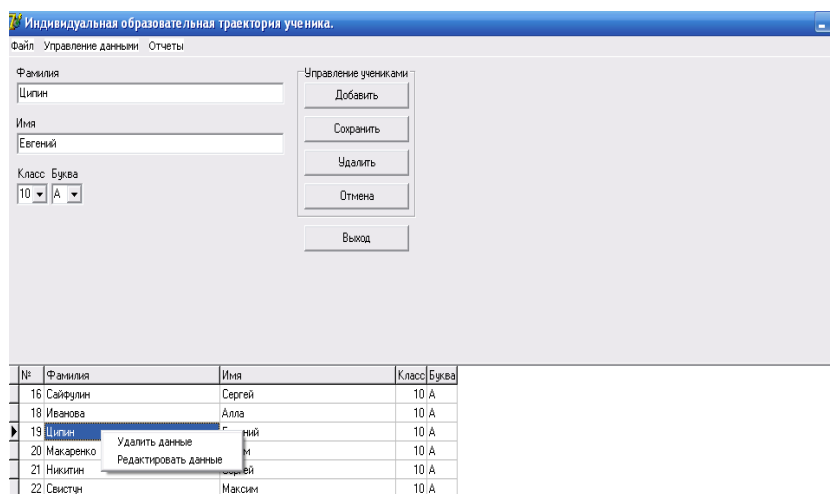 Индивидуальная образовательная траектория ученика.
Файл Управление данными Отчеты
Фамилия
Ципин
Имя
Евгений
Класс Буква
10 А
Управление учениками
Добавить
Сохранить
Удалить
Отмена
Выход
№ Фамилия Имя Класс Буква
16 Сайфулин Сергей 10 А
18 Иванова Алла 10 А
19 Ципин 10 А
20 Макаренко 10 А
21 Никитин 10 А
22 Свистун Максим 10 А
Удалить данные
Редактировать данные